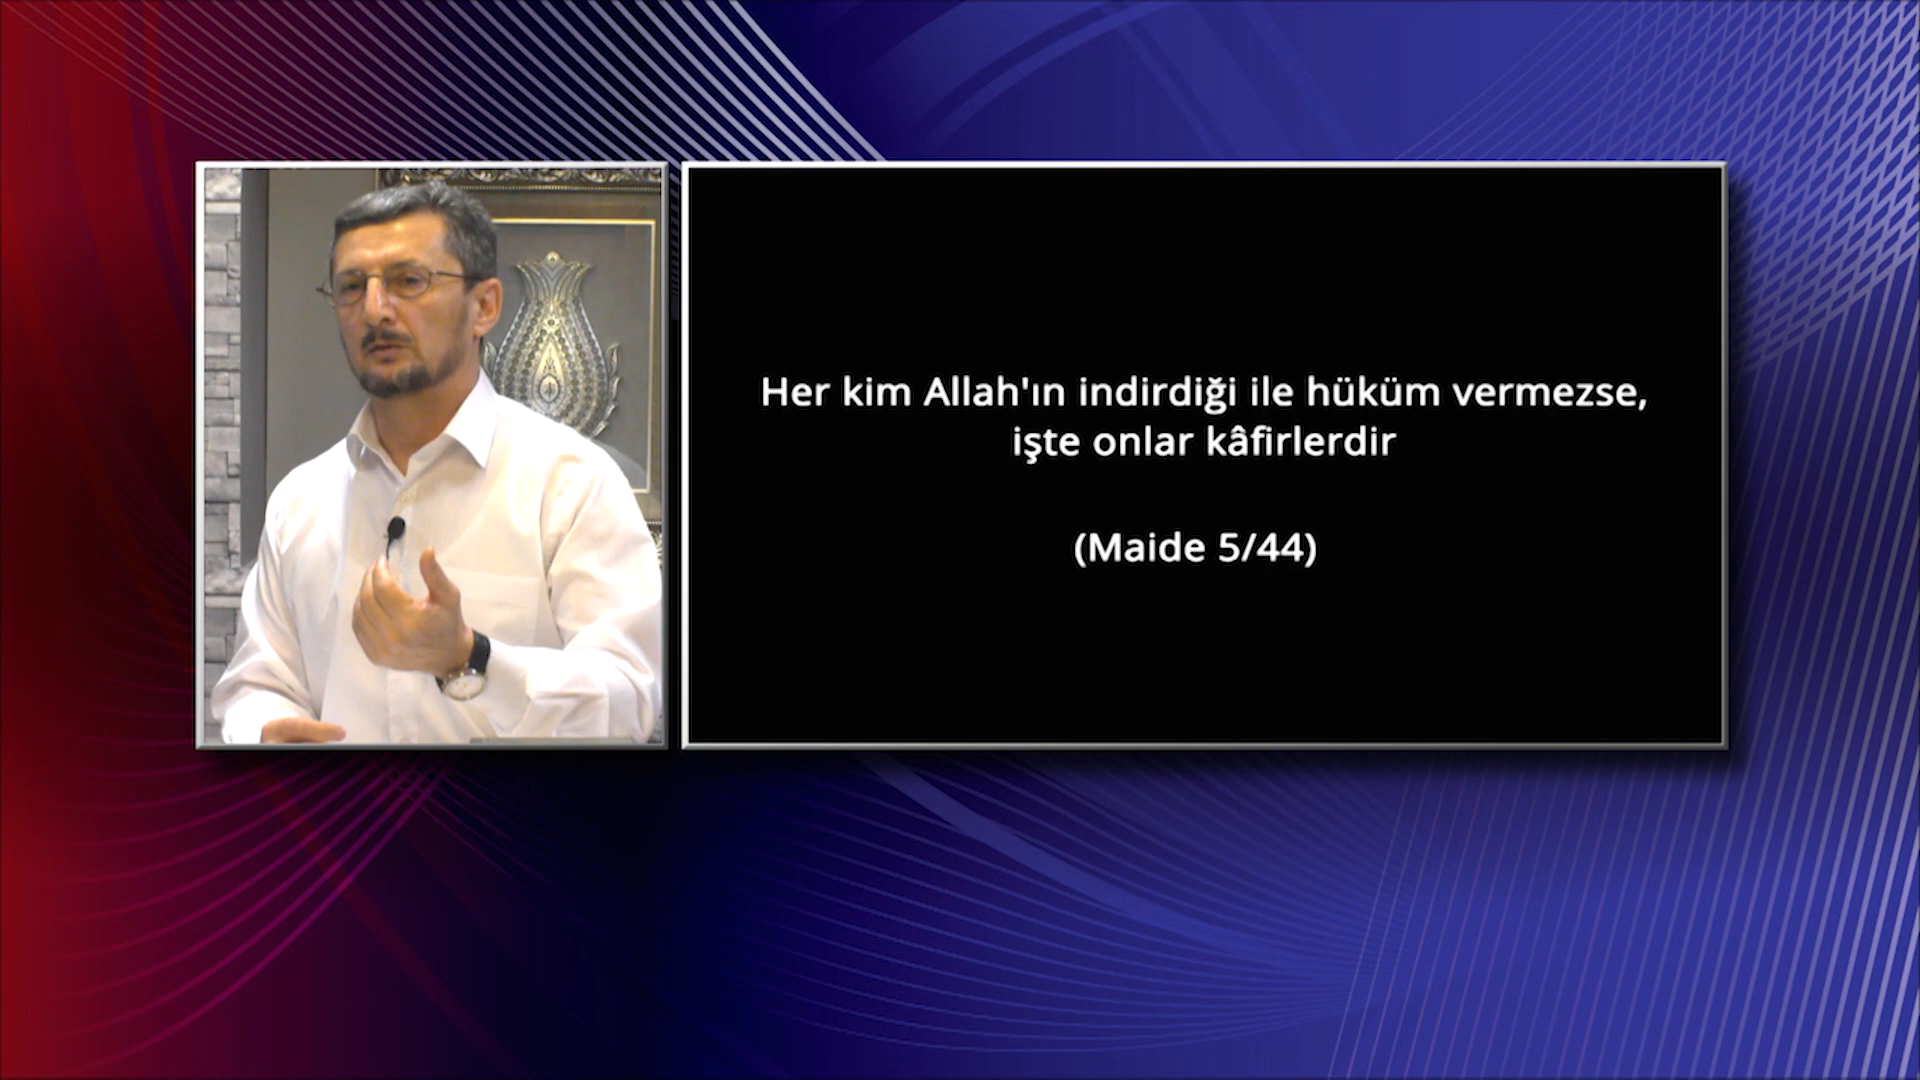 Her kim Allah'ın indirdiği ile hüküm vermezse,
işte onlar kâfirlerdir
(Maide 5/44)